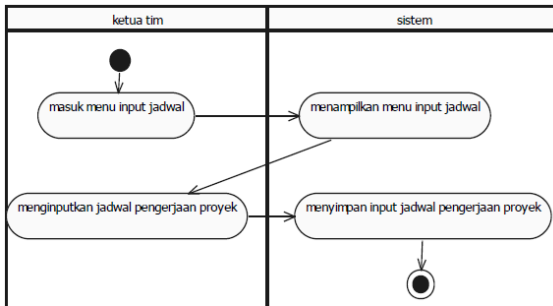 ketua tim
sistem
masuk menu input jadwal
menampilkan menu input jadwal
menginputkan jadwal pengerjaan proyek
menyimpan input jadwal pengerjaan proyek